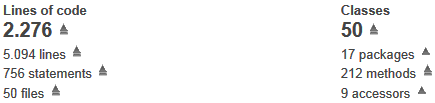 Lines of code
2.276
5.094 lines
756 statements
50 files
Classes
50
17 packages
212 methods
9 accessors